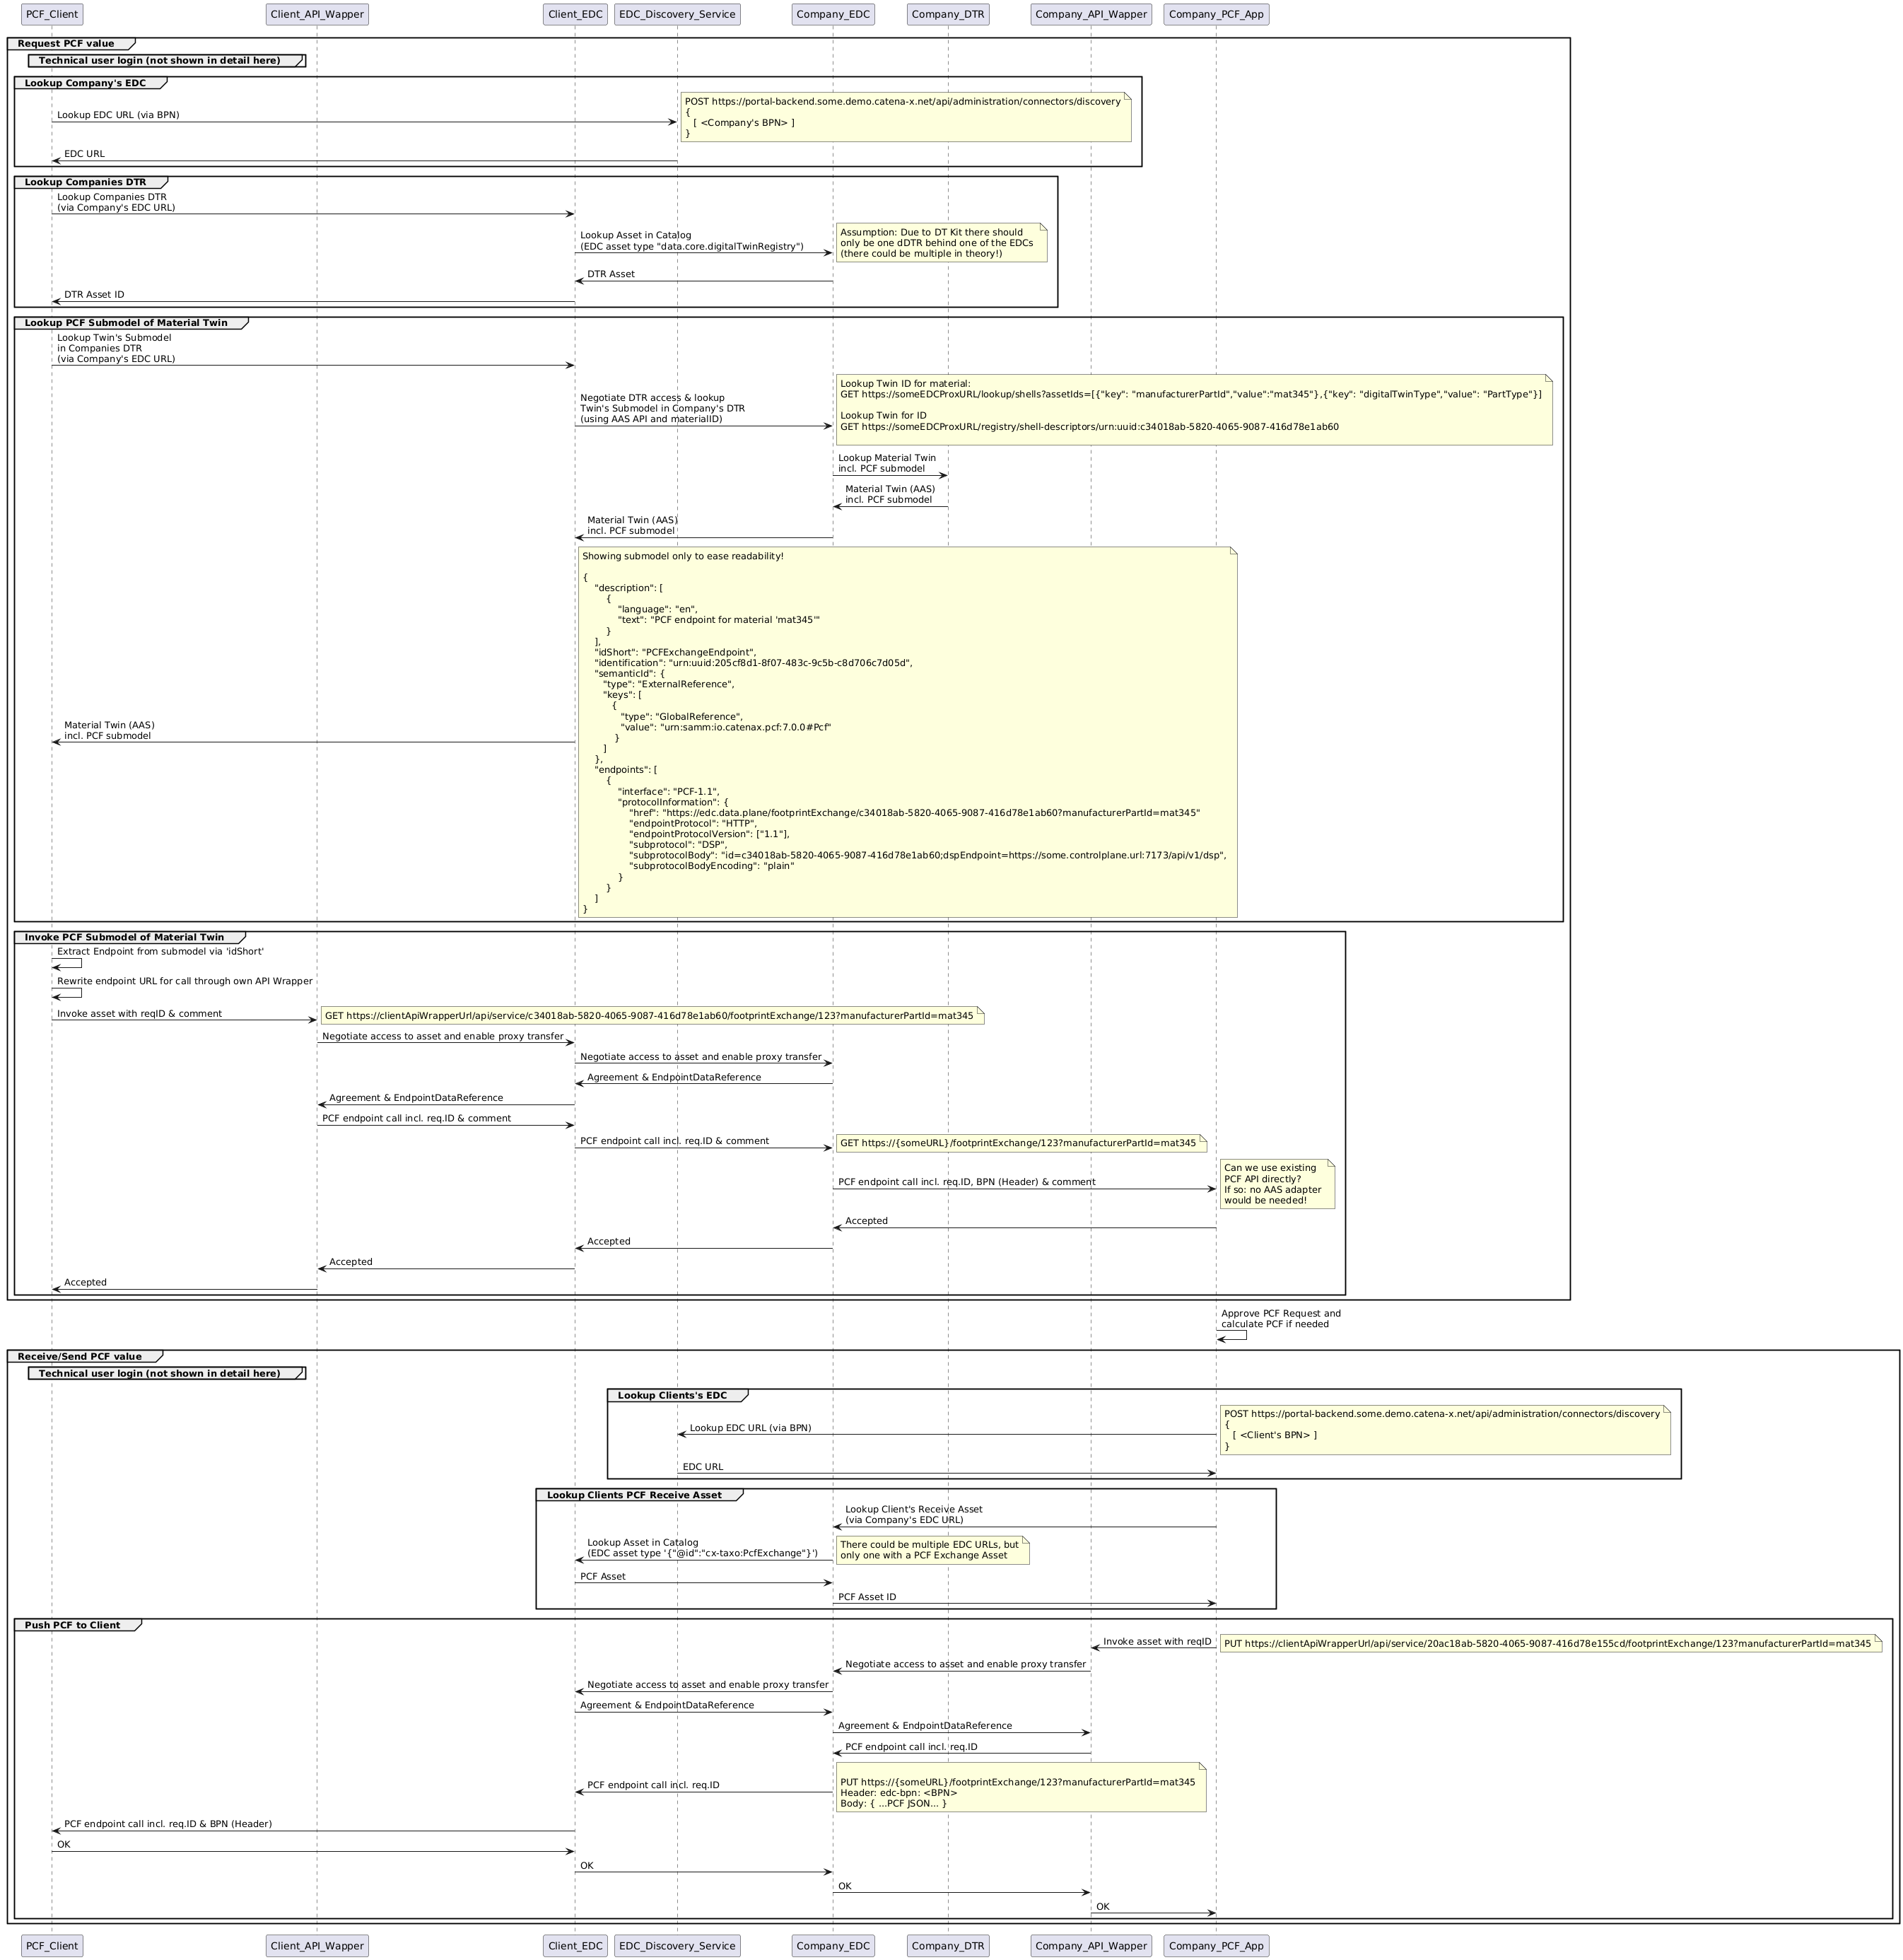 PCF_Client
Client_API_Wapper
Client_EDC
EDC_Discovery_Service
Company_EDC
Company_DTR
Company_API_Wapper
Company_PCF_App
Request PCF value
Technical user login (not shown in detail here)
Lookup Company's EDC
Lookup EDC URL (via BPN)
POST https://portal-backend.some.demo.catena-x.net/api/administration/connectors/discovery
{
[ <Company's BPN> ]
}
EDC URL
Lookup Companies DTR
Lookup Companies DTR
(via Company's EDC URL)
Lookup Asset in Catalog
(EDC asset type "data.core.digitalTwinRegistry")
Assumption: Due to DT Kit there should
only be one dDTR behind one of the EDCs
(there could be multiple in theory!)
DTR Asset
DTR Asset ID
Lookup PCF Submodel of Material Twin
Lookup Twin's Submodel
in Companies DTR
(via Company's EDC URL)
Negotiate DTR access & lookup
Twin's Submodel in Company's DTR
(using AAS API and materialID)
Lookup Twin ID for material:
GET https://someEDCProxURL/lookup/shells?assetIds=[{"key": "manufacturerPartId","value":"mat345"},{"key": "digitalTwinType","value": "PartType"}]
Lookup Twin for ID
GET https://someEDCProxURL/registry/shell-descriptors/urn:uuid:c34018ab-5820-4065-9087-416d78e1ab60
Lookup Material Twin
incl. PCF submodel
Material Twin (AAS)
incl. PCF submodel
Material Twin (AAS)
incl. PCF submodel
Material Twin (AAS)
incl. PCF submodel
Showing submodel only to ease readability!
{
"description": [
{
"language": "en",
"text": "PCF endpoint for material 'mat345'"
}
],
"idShort": "PCFExchangeEndpoint",
"identification": "urn:uuid:205cf8d1-8f07-483c-9c5b-c8d706c7d05d",
"semanticId": {
"type": "ExternalReference",
"keys": [
{
"type": "GlobalReference",
"value": "urn:samm:io.catenax.pcf:7.0.0#Pcf"
}
]
},
"endpoints": [
{
"interface": "PCF-1.1",
"protocolInformation": {
"href": "https://edc.data.plane/footprintExchange/c34018ab-5820-4065-9087-416d78e1ab60?manufacturerPartId=mat345"
"endpointProtocol": "HTTP",
"endpointProtocolVersion": ["1.1"],
"subprotocol": "DSP",
"subprotocolBody": "id=c34018ab-5820-4065-9087-416d78e1ab60;dspEndpoint=https://some.controlplane.url:7173/api/v1/dsp",
"subprotocolBodyEncoding": "plain"
}
}
]
}
Invoke PCF Submodel of Material Twin
Extract Endpoint from submodel via 'idShort'
Rewrite endpoint URL for call through own API Wrapper
Invoke asset with reqID & comment
GET https://clientApiWrapperUrl/api/service/c34018ab-5820-4065-9087-416d78e1ab60/footprintExchange/123?manufacturerPartId=mat345
Negotiate access to asset and enable proxy transfer
Negotiate access to asset and enable proxy transfer
Agreement & EndpointDataReference
Agreement & EndpointDataReference
PCF endpoint call incl. req.ID & comment
PCF endpoint call incl. req.ID & comment
GET https://{someURL}/footprintExchange/123?manufacturerPartId=mat345
PCF endpoint call incl. req.ID, BPN (Header) & comment
Can we use existing
PCF API directly?
If so: no AAS adapter
would be needed!
Accepted
Accepted
Accepted
Accepted
Approve PCF Request and
calculate PCF if needed
Receive/Send PCF value
Technical user login (not shown in detail here)
Lookup Clients's EDC
Lookup EDC URL (via BPN)
POST https://portal-backend.some.demo.catena-x.net/api/administration/connectors/discovery
{
[ <Client's BPN> ]
}
EDC URL
Lookup Clients PCF Receive Asset
Lookup Client's Receive Asset
(via Company's EDC URL)
Lookup Asset in Catalog
(EDC asset type '{"@id":"cx-taxo:PcfExchange"}')
There could be multiple EDC URLs, but
only one with a PCF Exchange Asset
PCF Asset
PCF Asset ID
Push PCF to Client
Invoke asset with reqID
PUT https://clientApiWrapperUrl/api/service/20ac18ab-5820-4065-9087-416d78e155cd/footprintExchange/123?manufacturerPartId=mat345
Negotiate access to asset and enable proxy transfer
Negotiate access to asset and enable proxy transfer
Agreement & EndpointDataReference
Agreement & EndpointDataReference
PCF endpoint call incl. req.ID
PCF endpoint call incl. req.ID
PUT https://{someURL}/footprintExchange/123?manufacturerPartId=mat345
Header: edc-bpn: <BPN>
Body: { ...PCF JSON... }
PCF endpoint call incl. req.ID & BPN (Header)
OK
OK
OK
OK
PCF_Client
Client_API_Wapper
Client_EDC
EDC_Discovery_Service
Company_EDC
Company_DTR
Company_API_Wapper
Company_PCF_App